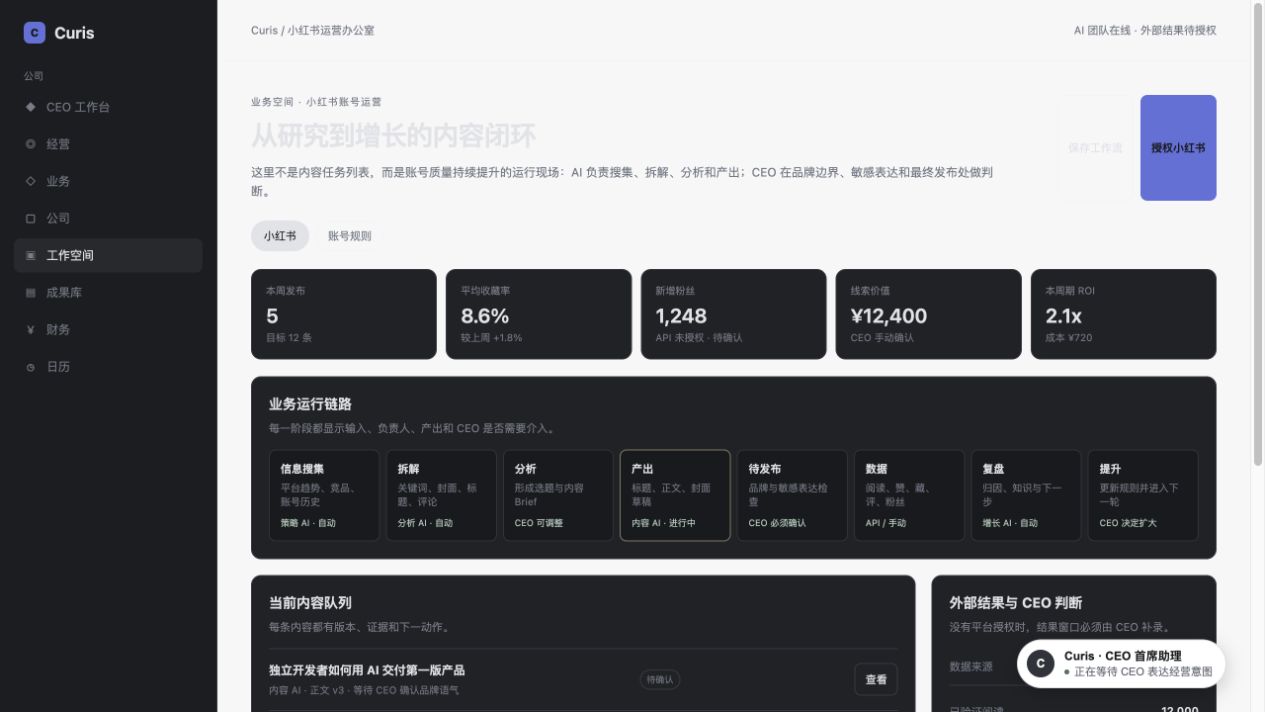 Curis
公司
CEO 工作台
经营
业务
公司
工作空间
成果库
财务
日历
Curis / 小红书运营办公室
AI 团队在线 · 外部结果待授权
业务空间 · 小红书账号运营
从研究到增长的内容闭环
这里不是内容任务列表，而是账号质量持续提升的运行现场：AI 负责搜集、拆解、分析和产出；CEO 在品牌边界、敏感表达和最终发布处做判
断。
保存工作流
授权小红书
小红书
账号规则
本周发布
5
目标 12 条
平均收藏率
8.6%
较上周 +1.8%
新增粉丝
1,248
API 未授权 · 待确认
线索价值
¥12,400
CEO 手动确认
本周期 ROI
2.1x
成本 ¥720
业务运行链路
每一阶段都显示输入、负责人、产出和 CEO 是否需要介入。
信息搜集
平台趋势、竞品、
账号历史
策略 AI · 自动
拆解
关键词、封面、标
题、评论
分析 AI · 自动
分析
形成选题与内容
Brief
CEO 可调整
产出
标题、正文、封面
草稿
内容 AI · 进行中
待发布
品牌与敏感表达检
查
CEO 必须确认
数据
阅读、赞、藏、
评、粉丝
API / 手动
复盘
归因、知识与下一
步
增长 AI · 自动
提升
更新规则并进入下
一轮
CEO 决定扩大
当前内容队列
每条内容都有版本、证据和下一动作。
独立开发者如何用 AI 交付第一版产品
内容 AI · 正文 v3 · 等待 CEO 确认品牌语气
待确认
查看
外部结果与 CEO 判断
没有平台授权时，结果窗口必须由 CEO 补录。
数据来源
C
Curis · CEO 首席助理
正在等待 CEO 表达经营意图
已验证阅读
12,000